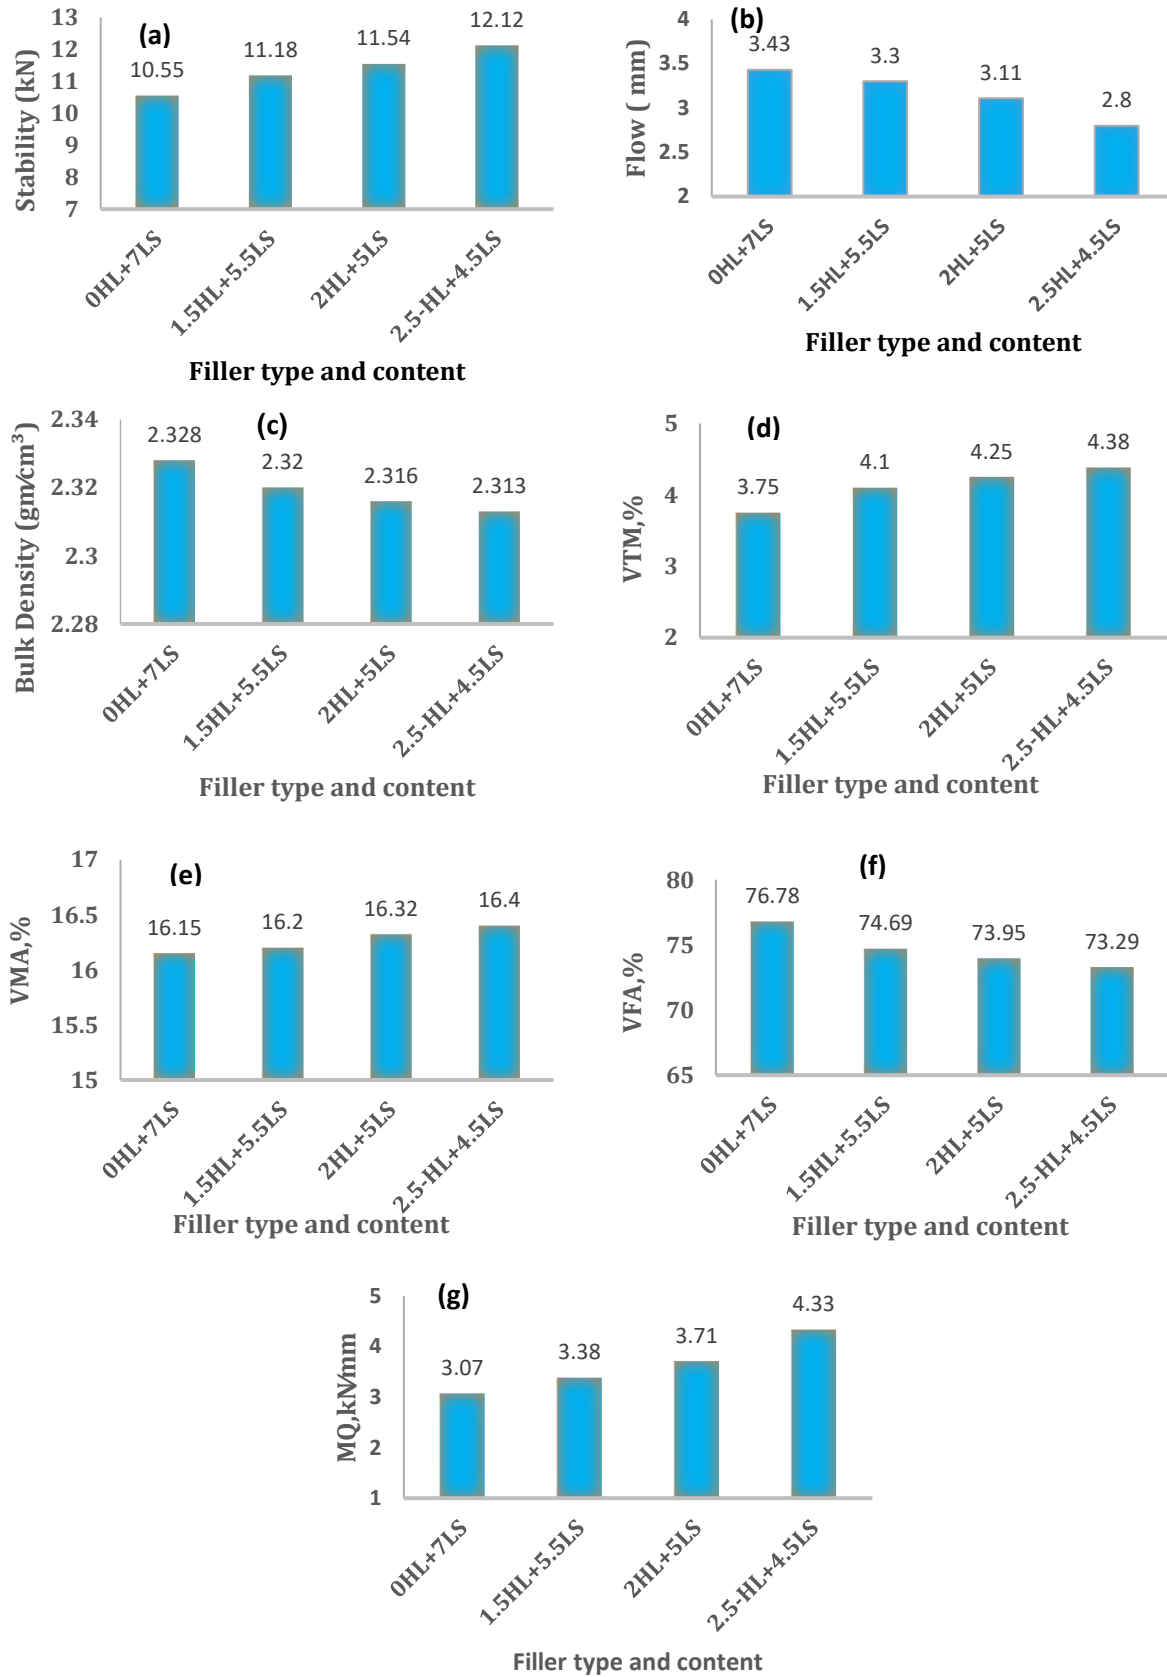 (a)
Stability (kN)
13
12
11
10
9
8
7
10.55
11.18
11.54
12.12
0HL+7LS
1.5HL+5.5LS
2HL+5LS
2.5-HL+4.5LS
Filler type and content
(b)
Flow ( mm)
4
3.5
3
2.5
2
3.43
3.3
3.11
2.8
0HL+7LS
1.5HL+5.5LS
2HL+5LS
2.5HL+4.5LS
Filler type and content
(c)
Bulk Density (gm/cm³)
2.34
2.32
2.3
2.28
2.328
2.32
2.316
2.313
0HL+7LS
1.5HL+5.5LS
2HL+5LS
2.5-HL+4.5LS
Filler type and content
(d)
VTM,%
5
4
3
2
3.75
4.1
4.25
4.38
0HL+7LS
1.5HL+5.5LS
2HL+5LS
2.5-HL+4.5LS
Filler type and content
(e)
VMA,%
17
16.5
16
15.5
15
16.15
16.2
16.32
16.4
0HL+7LS
1.5HL+5.5LS
2HL+5LS
2.5-HL+4.5LS
Filler type and content
(f)
VFA,%
80
75
70
65
76.78
74.69
73.95
73.29
0HL+7LS
1.5HL+5.5LS
2HL+5LS
2.5-HL+4.5LS
Filler type and content
(g)
MQ,kN/mm
5
4
3
2
1
3.07
3.38
3.71
4.33
0HL+7LS
1.5HL+5.5LS
2HL+5LS
2.5-HL+4.5LS
Filler type and content